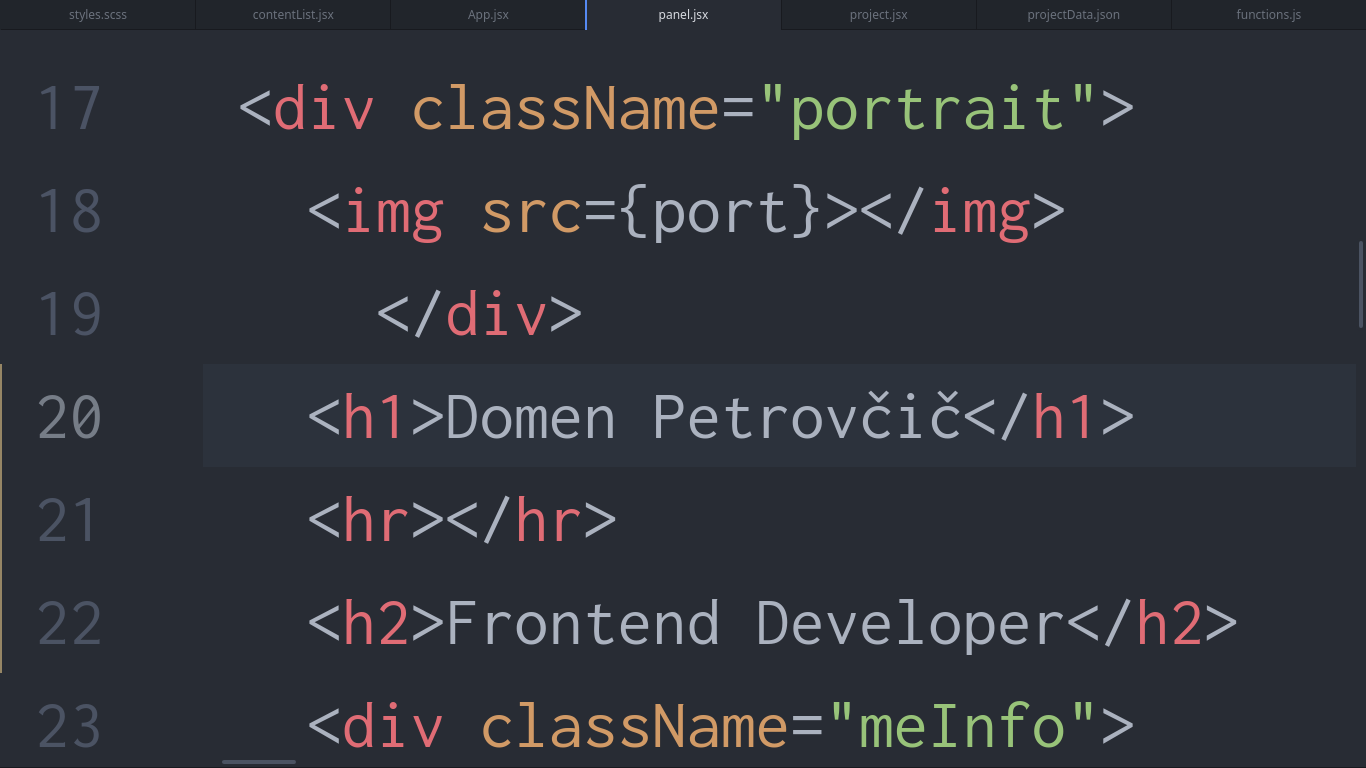 styles.scss contentList.jsx App.jsx panel.jsx project.jsx projectData.json functions.js
17 <div className="portrait">
18 <img src={port}></img>
19 </div>
20 <h1>Domen Petrovčič</h1>
21 <hr></hr>
22 <h2>Frontend Developer</h2>
23 <div className="meInfo">